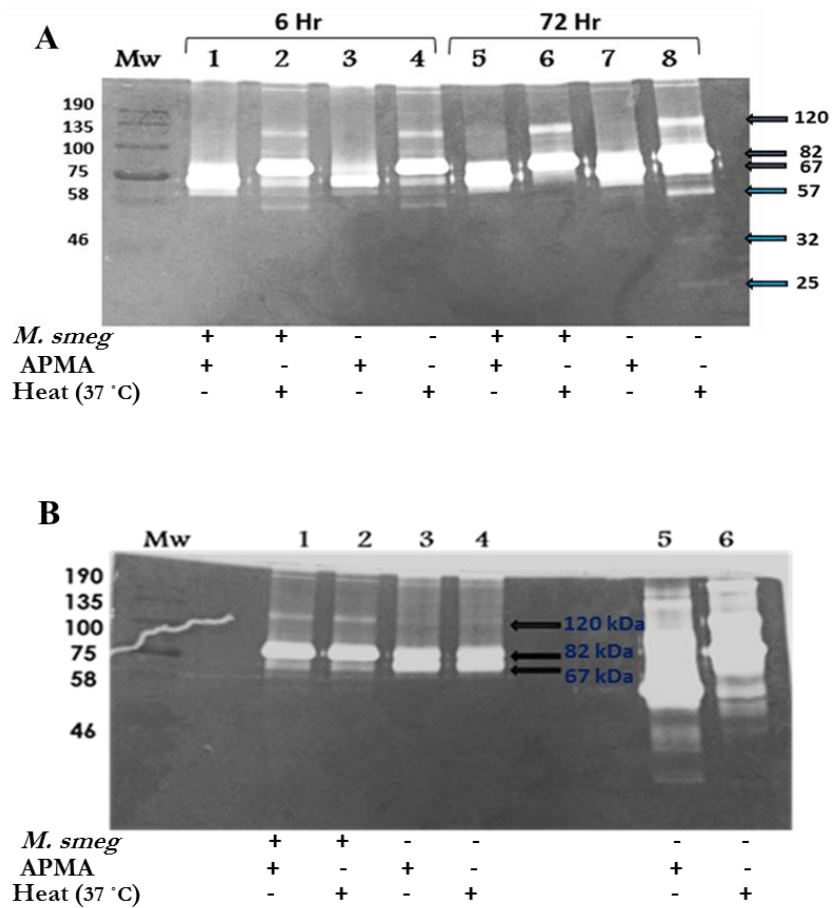 A
6 Hr 72 Hr
Mw 1 2 3 4 5 6 7 8
190
135
100
75
58
46
120
82
67
57
32
25
M. smeg + + - - + + - -
APMA + - + - + - + -
Heat (37 °C) - + - + - + - +
B
Mw 1 2 3 4 5 6
190
135
100
75
58
46
120 kDa
82 kDa
67 kDa
M. smeg + + - - - -
APMA + - + - + -
Heat (37 °C) - + - + - +